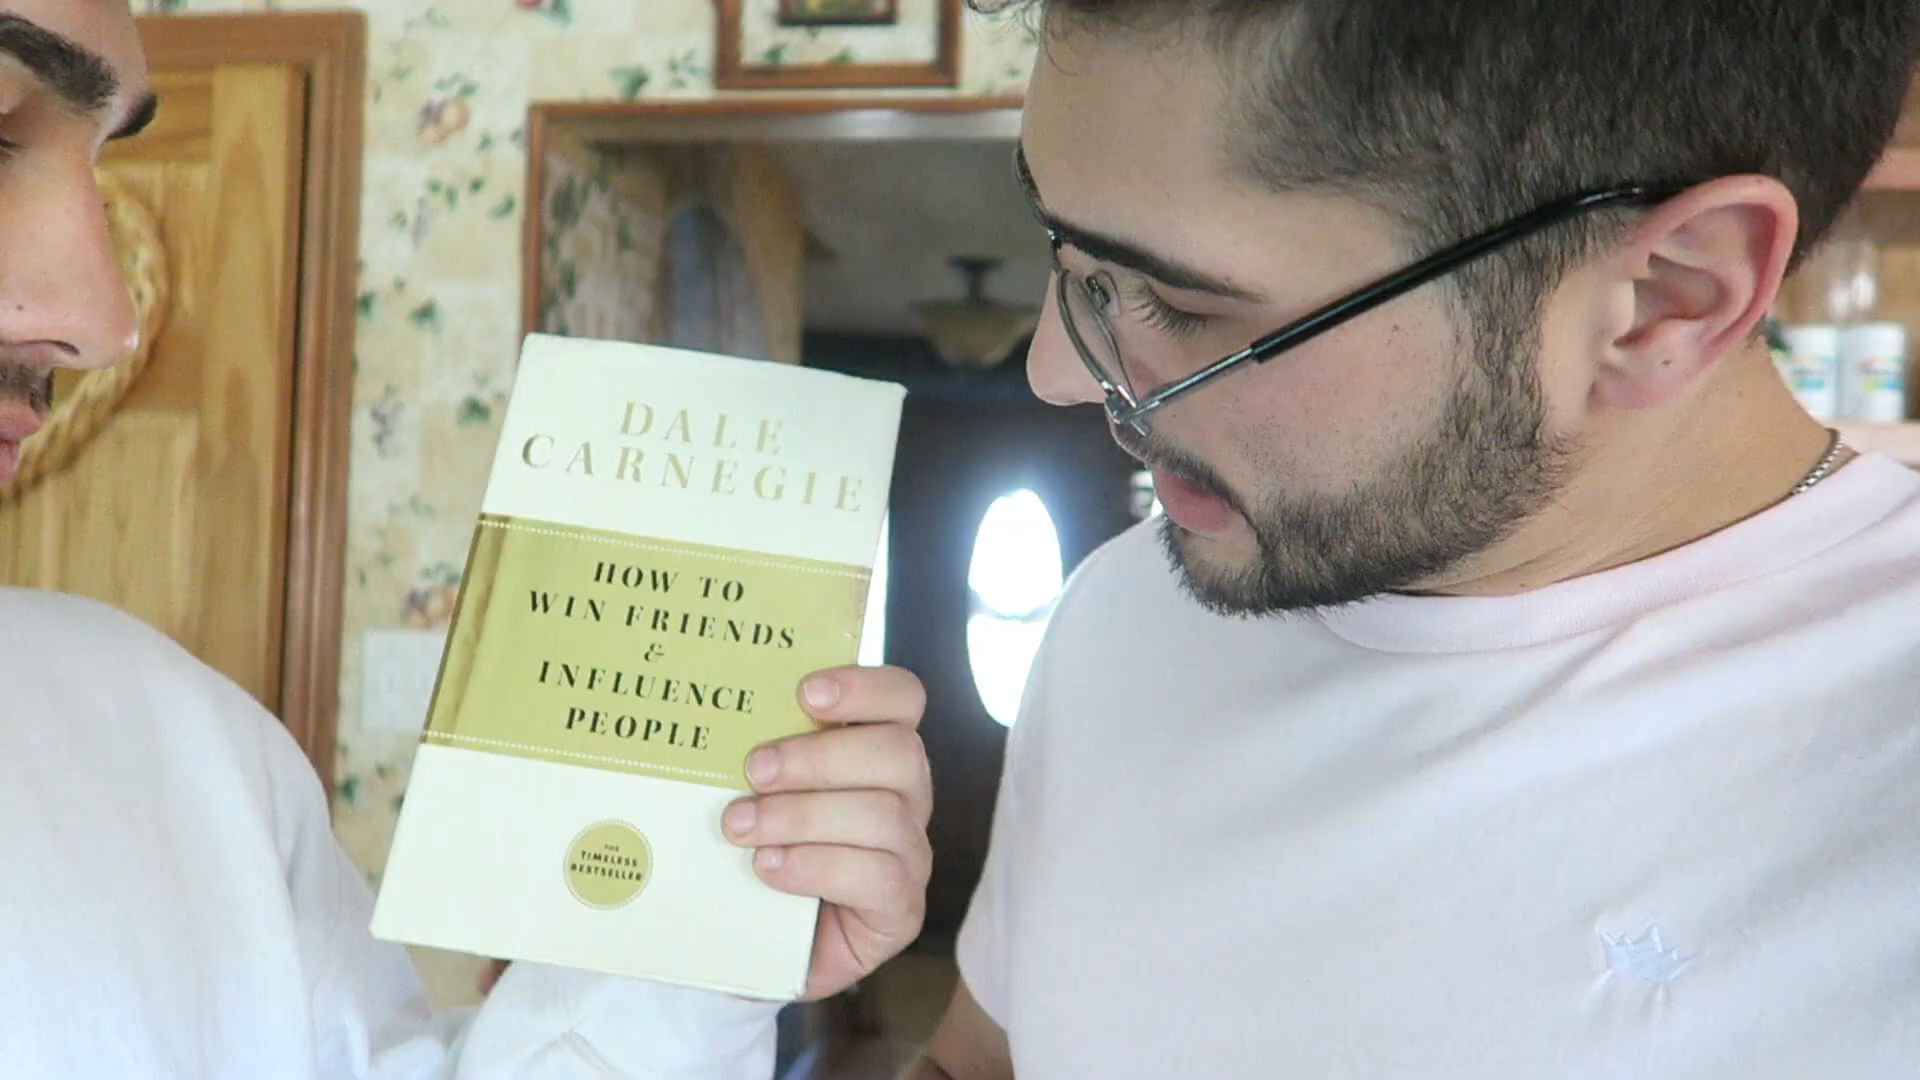 DALE
CARNEGIE
HOW TO
WIN FRIENDS
&
INFLUENCE
PEOPLE
THE
TIMELESS
BESTSELLER